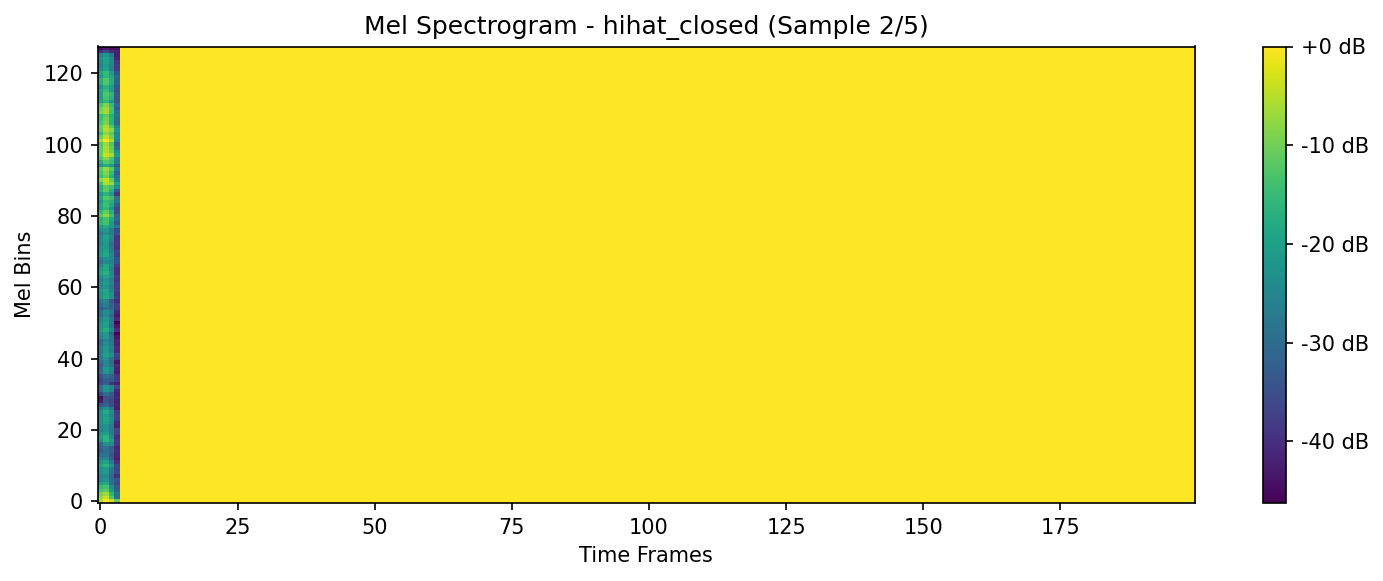 Mel Spectrogram - hihat_closed (Sample 2/5)
+0 dB
-10 dB
-20 dB
-30 dB
-40 dB
Mel Bins
120
100
80
60
40
20
0
0 25 50 75 100 125 150 175
Time Frames